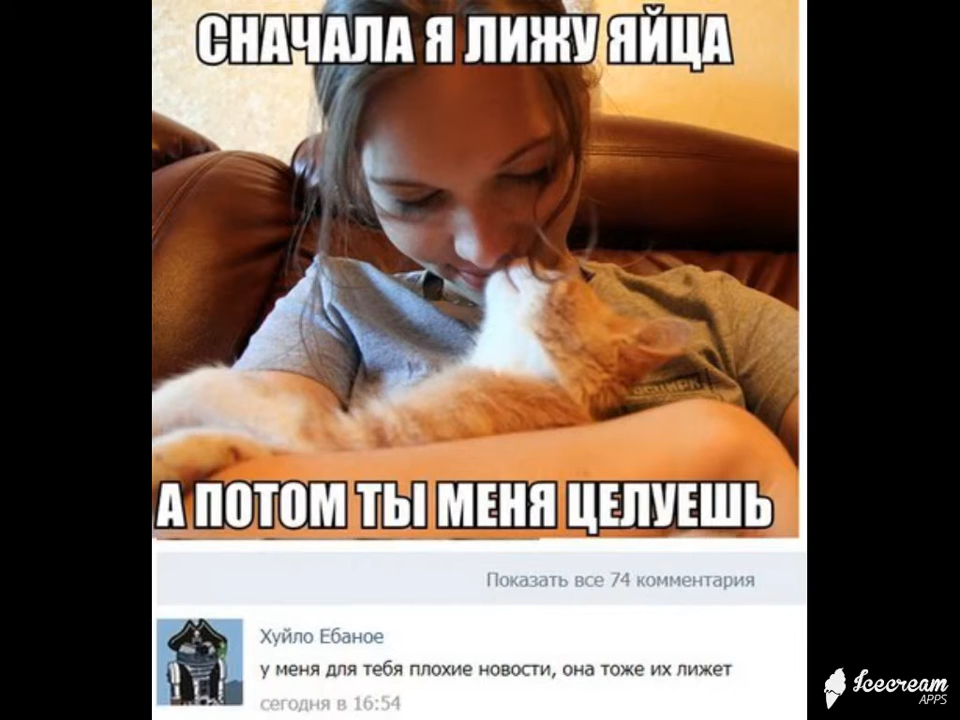 СНАЧАЛА Я ЛИЖУ ЯЙЦА
А ПОТОМ ТЫ МЕНЯ ЦЕЛУЕШЬ
Показать все 74 комментария
Хуйло Ебаное
у меня для тебя плохие новости, она тоже их лижет
сегодня в 16:54
Icecream
APPS